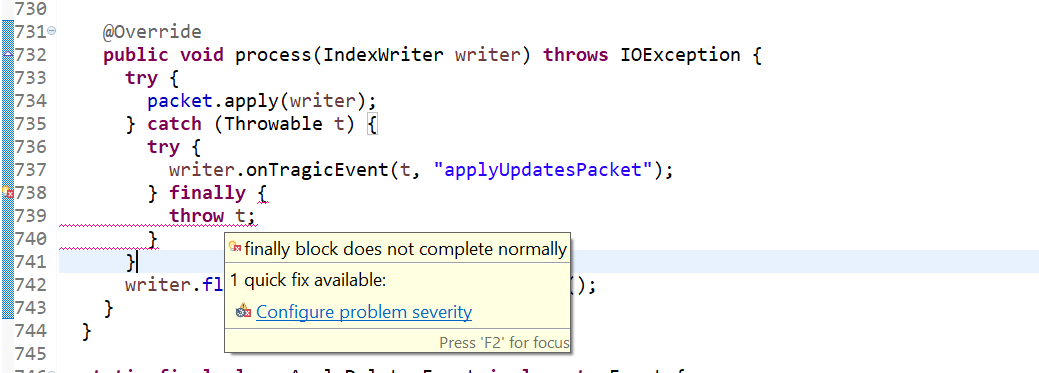 730
731 @Override
732 public void process(IndexWriter writer) throws IOException {
733 try {
734 packet.apply(writer);
735 } catch (Throwable t) {
736 try {
737 writer.onTragicEvent(t, "applyUpdatesPacket");
738 } finally {
739 throw t;
740 }
741 }
finally block does not complete normally
1 quick fix available:
Configure problem severity
Press 'F2' for focus
742 writer.fl ();
743 }
744 }
745